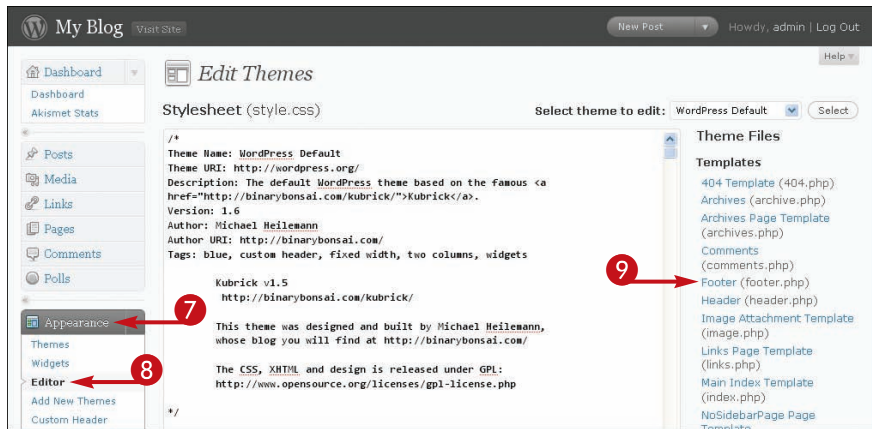 My Blog Visit Site
New Post
Howdy, admin | Log Out
Help
Dashboard
Dashboard
Akismet Stats
Posts
Media
Links
Pages
Comments
Polls
7
Appearance
Themes
Widgets
8
Editor
Add New Themes
Custom Header
Edit Themes
Stylesheet (style.css)
Select theme to edit: WordPress Default Select
/*
Theme Name: WordPress Default
Theme URI: http://wordpress.org/
Description: The default WordPress theme based on the famous <a
href="http://binarybonsai.com/kubrick/">Kubrick</a>.
Version: 1.6
Author: Michael Heilemann
Author URI: http://binarybonsai.com/
Tags: blue, custom header, fixed width, two columns, widgets
Kubrick v1.5
http://binarybonsai.com/kubrick/
This theme was designed and built by Michael Heilemann,
whose blog you will find at http://binarybonsai.com/
The CSS, XHTML and design is released under GPL:
http://www.opensource.org/licenses/gpl-license.php
*/
Theme Files
Templates
404 Template (404.php)
Archives (archive.php)
Archives Page Template
(archives.php)
Comments
(comments.php)
9
Footer (footer.php)
Header (header.php)
Image Attachment Template
(image.php)
Links Page Template
(links.php)
Main Index Template
(index.php)
NoSidebarPage Page
Template